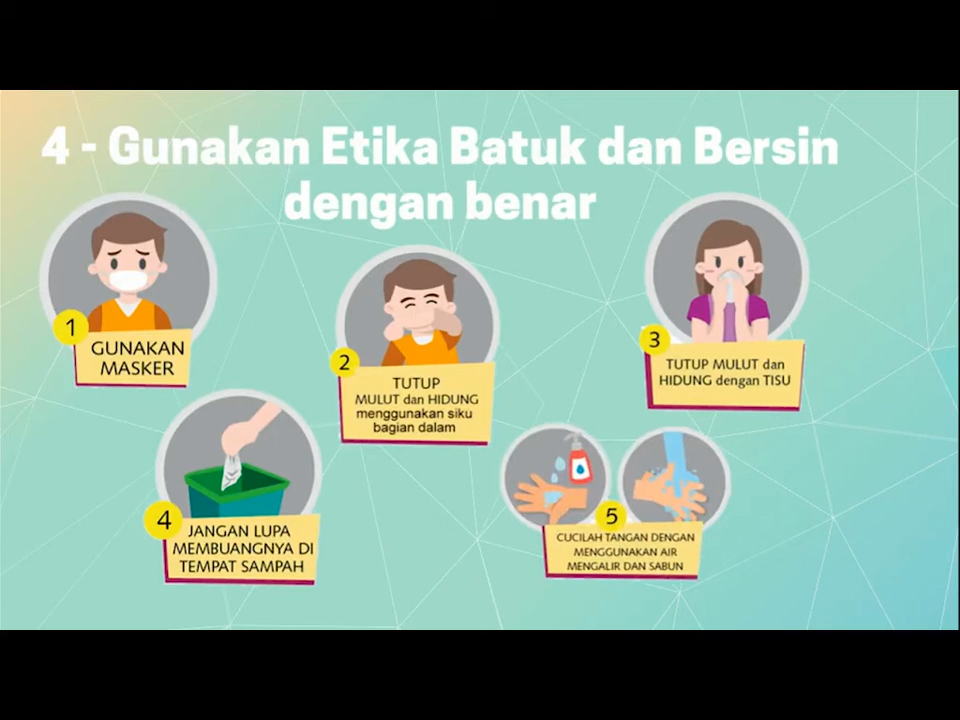 4 - Gunakan Etika Batuk dan Bersin
dengan benar
1
GUNAKAN
MASKER
2
TUTUP
MULUT dan HIDUNG
menggunakan siku
bagian dalam
3
TUTUP MULUT dan
HIDUNG dengan TISU
4
JANGAN LUPA
MEMBUANGNYA DI
TEMPAT SAMPAH
5
CUCILAH TANGAN DENGAN
MENGGUNAKAN AIR
MENGALIR DAN SABUN